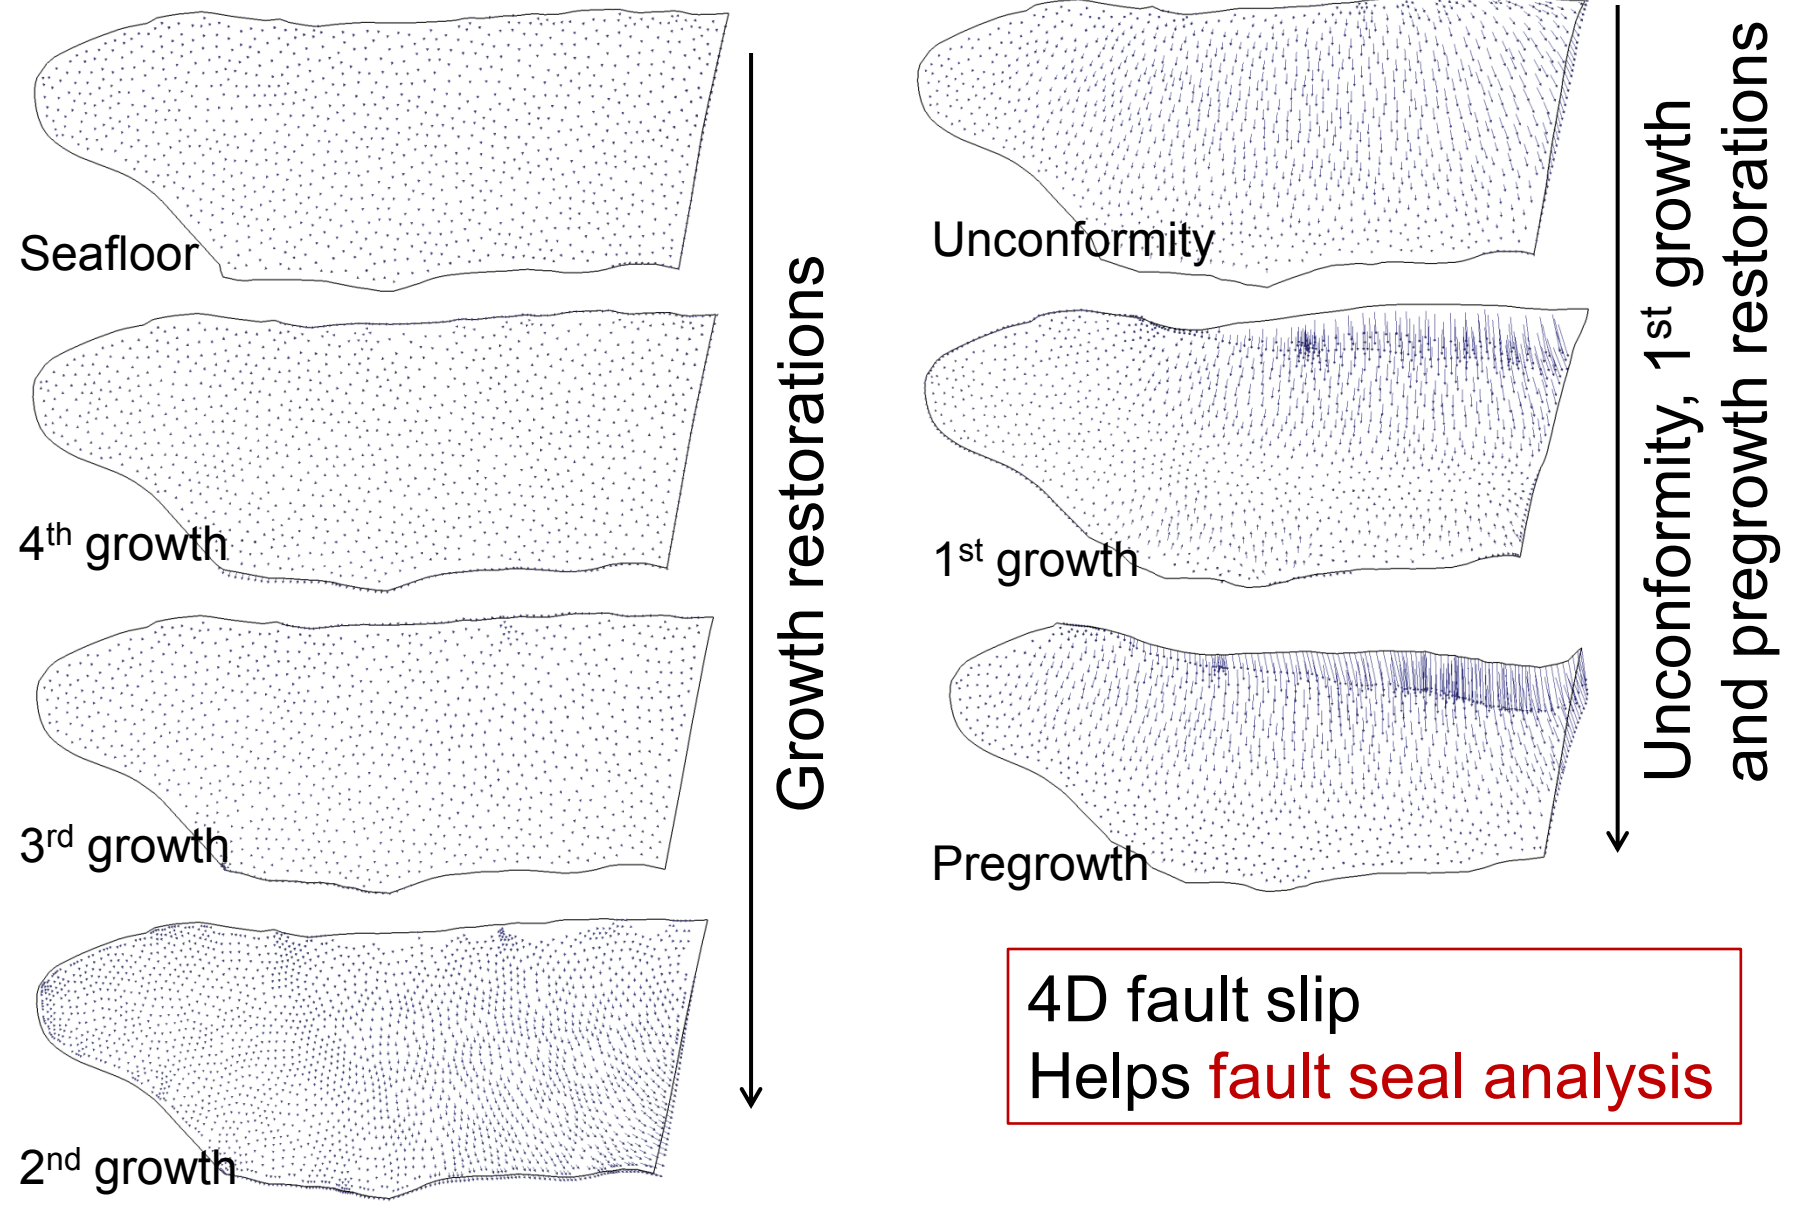 Seafloor
4th growth
3rd growth
2nd growth
Growth restorations
Unconformity
1st growth
Pregrowth
Unconformity, 1st growth
and pregrowth restorations
4D fault slip
Helps fault seal analysis